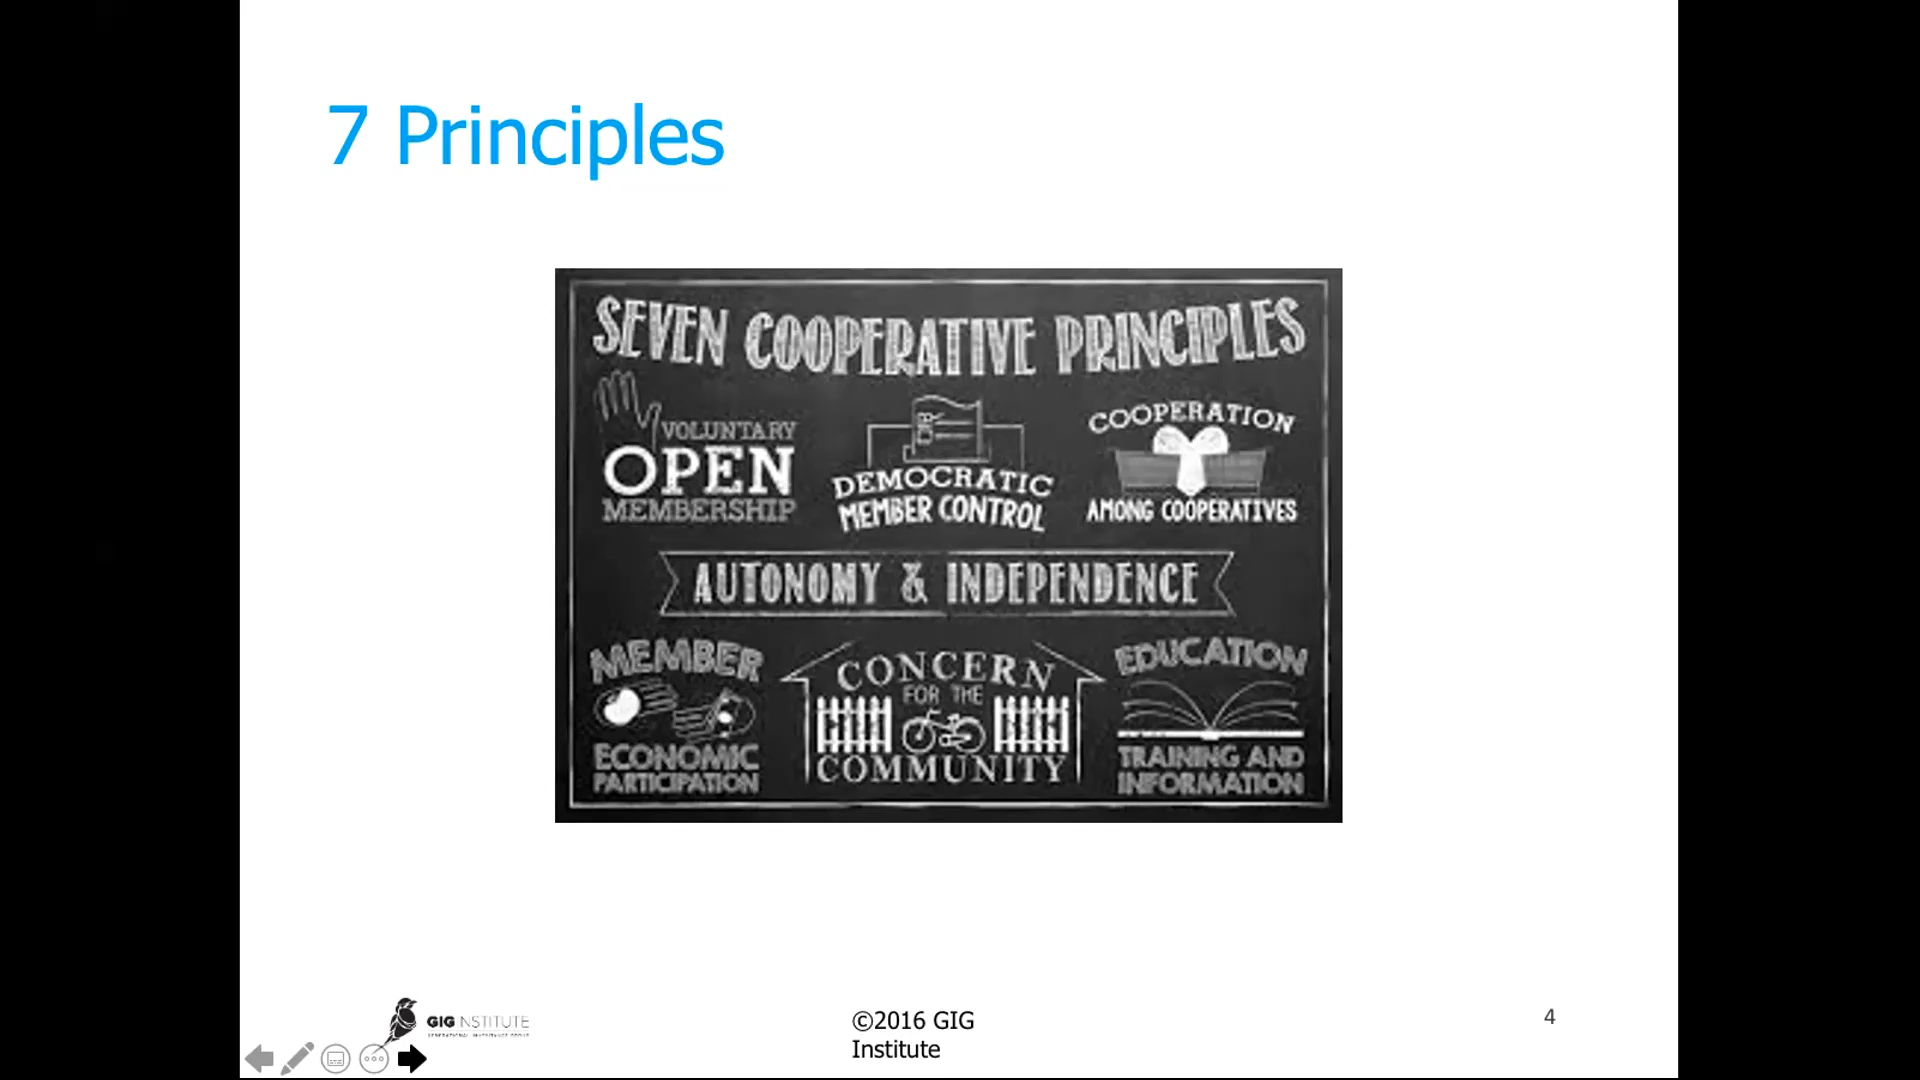 7 Principles
SEVEN COOPERATIVE PRINCIPLES
VOLUNTARY
OPEN
MEMBERSHIP
DEMOCRATIC
MEMBER CONTROL
COOPERATION
AMONG COOPERATIVES
AUTONOMY & INDEPENDENCE
MEMBER
ECONOMIC
PARTICIPATION
CONCERN
FOR THE
COMMUNITY
EDUCATION
TRAINING AND
INFORMATION
GIG INSTITUTE
©2016 GIG
Institute
4